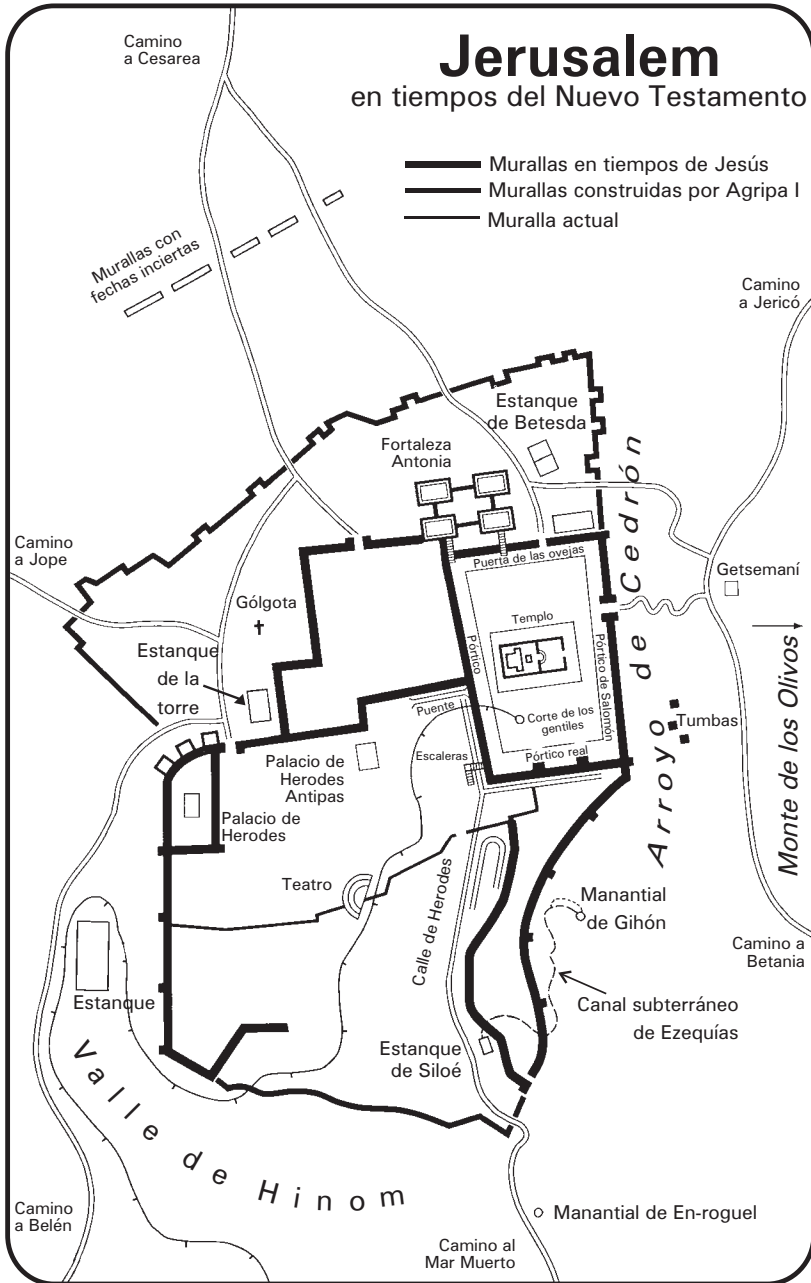 Jerusalem
en tiempos del Nuevo Testamento
Murallas en tiempos de Jesús
Murallas construidas por Agripa I
Muralla actual
Camino
a Cesarea
Murallas con
fechas inciertas
Camino
a Jericó
Estanque
de Betesda
Fortaleza
Antonia
Arroyo de Cedrón
Camino
a Jope
Puerta de las ovejas
Getsemaní
Gólgota
Templo
Pórtico
Pórtico de Salomón
Estanque
de la
torre
Monte de los Olivos
Puente
Corte de los
gentiles
Tumbas
Escaleras
Pórtico real
Palacio de
Herodes
Antipas
Palacio de
Herodes
Teatro
Calle de Herodes
Manantial
de Gihón
Camino a
Betania
Estanque
Canal subterráneo
de Ezequías
Estanque
de Siloé
Valle de Hinom
Camino
a Belén
Manantial de En-roguel
Camino al
Mar Muerto